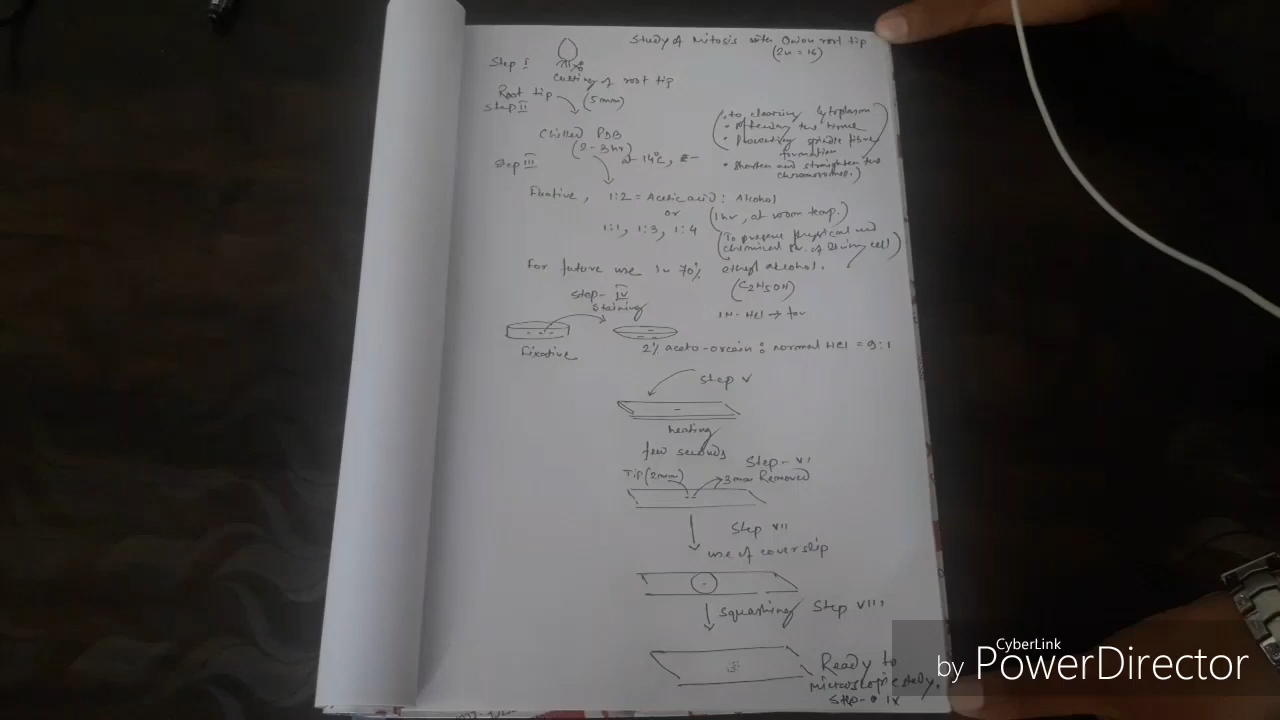 Study of Mitosis with Onion root tip
(2n = 16)
Step I
Cutting of root tip
Root tip (5mm)
Step II
Chilled PDB
(2-3hr)
at 14°C,
(• to clearing Cytoplasm
• the tissue
• Preventing spindle fibre
formation
• Shorten and straighten the
chromosomes.)
Step III
Fixative, 1:2 = Acetic acid : Alcohol
or (1hr, at room temp.)
1:1, 1:3, 1:4
(To preserve physical and
chemical of living cell)
For future use in 70% ethyl alcohol.
(C2H5OH)
Step- IV
Staining
1N-HCl →
Fixative
2% aceto-orcein : normal HCl = 9:1
Step V
heating
few seconds
Step- VI
Tip (2mm) 3mm Removed
Step VII
use of coverslip
squashing Step VIII
Ready to
microscopic study.
Step- IX
CyberLink
by PowerDirector